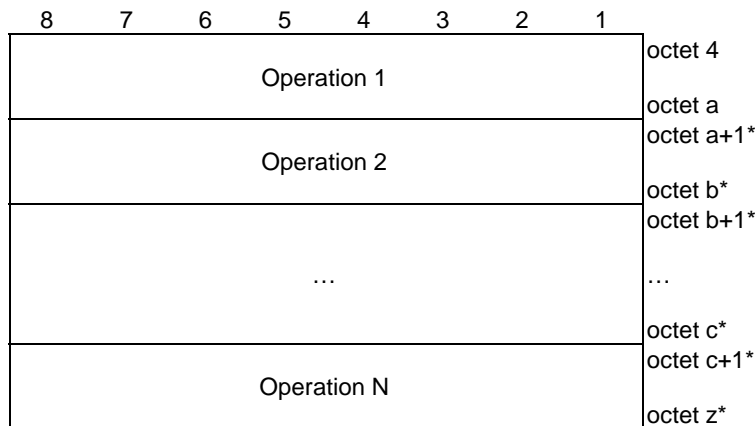 8 7 6 5 4 3 2 1
octet 4
Operation 1
octet a
octet a+1*
Operation 2
octet b*
octet b+1*
… …
octet c*
octet c+1*
Operation N
octet z*